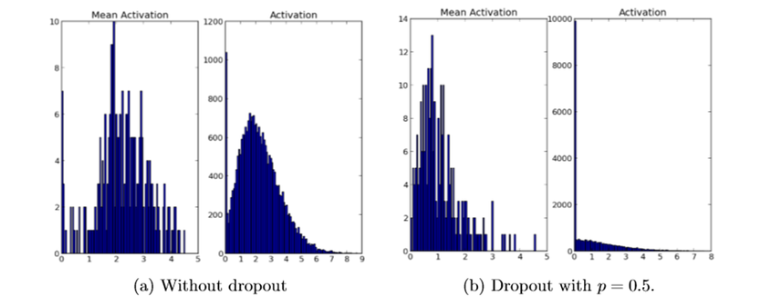 Mean Activation
10
8
6
4
2
0
0 1 2 3 4 5
Activation
1200
1000
800
600
400
200
0
0 1 2 3 4 5 6 7 8 9
(a) Without dropout
Mean Activation
14
12
10
8
6
4
2
0
0 1 2 3 4 5
Activation
10000
8000
6000
4000
2000
0
0 1 2 3 4 5 6 7 8
(b) Dropout with p = 0.5.